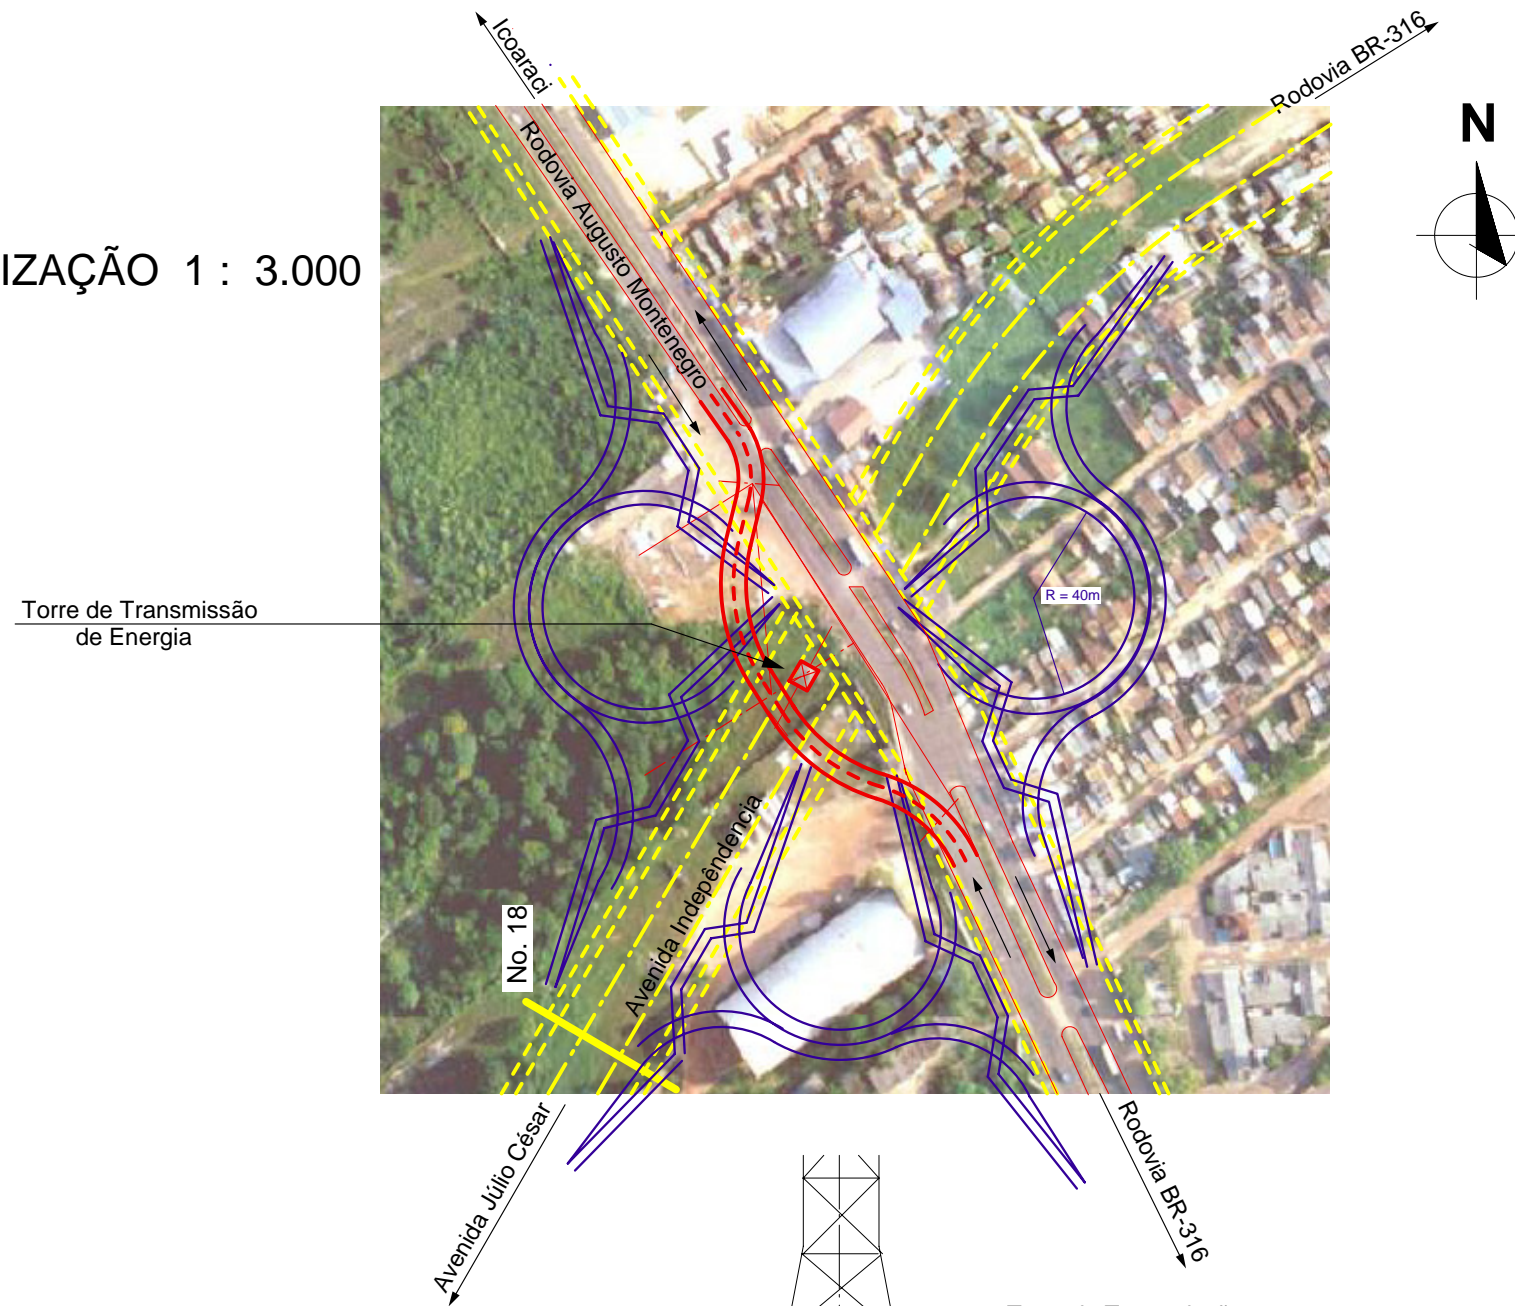 Icoaraci
Rodovia BR-316
N
Rodovia Augusto Montenegro
IZAÇÃO 1 : 3.000
R = 40m
Torre de Transmissão
de Energia
Avenida Indepêndencia
No. 18
Avenida Júlio César
Rodovia BR-316